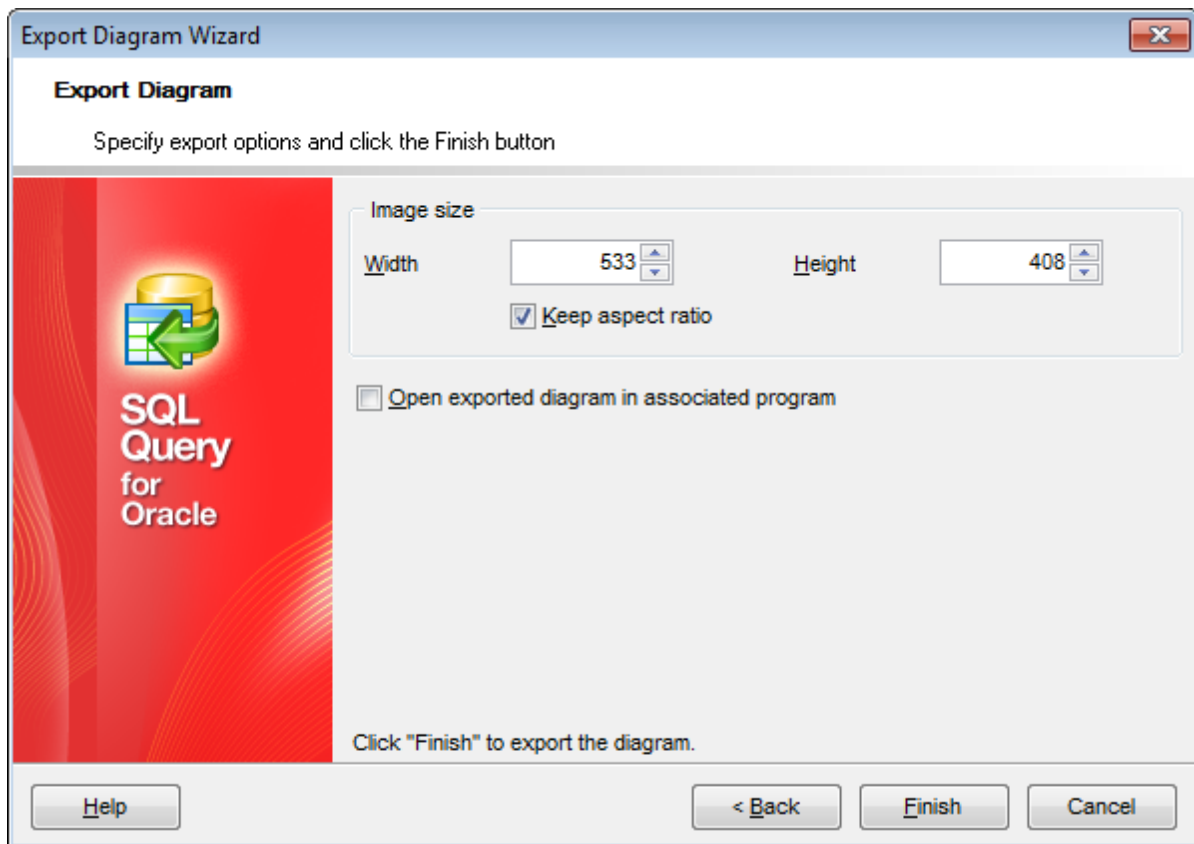 Export Diagram Wizard
Export Diagram
Specify export options and click the Finish button
Image size
Width 533 Height 408
Keep aspect ratio
Open exported diagram in associated program
SQL
Query
for
Oracle
Click "Finish" to export the diagram.
Help < Back Finish Cancel